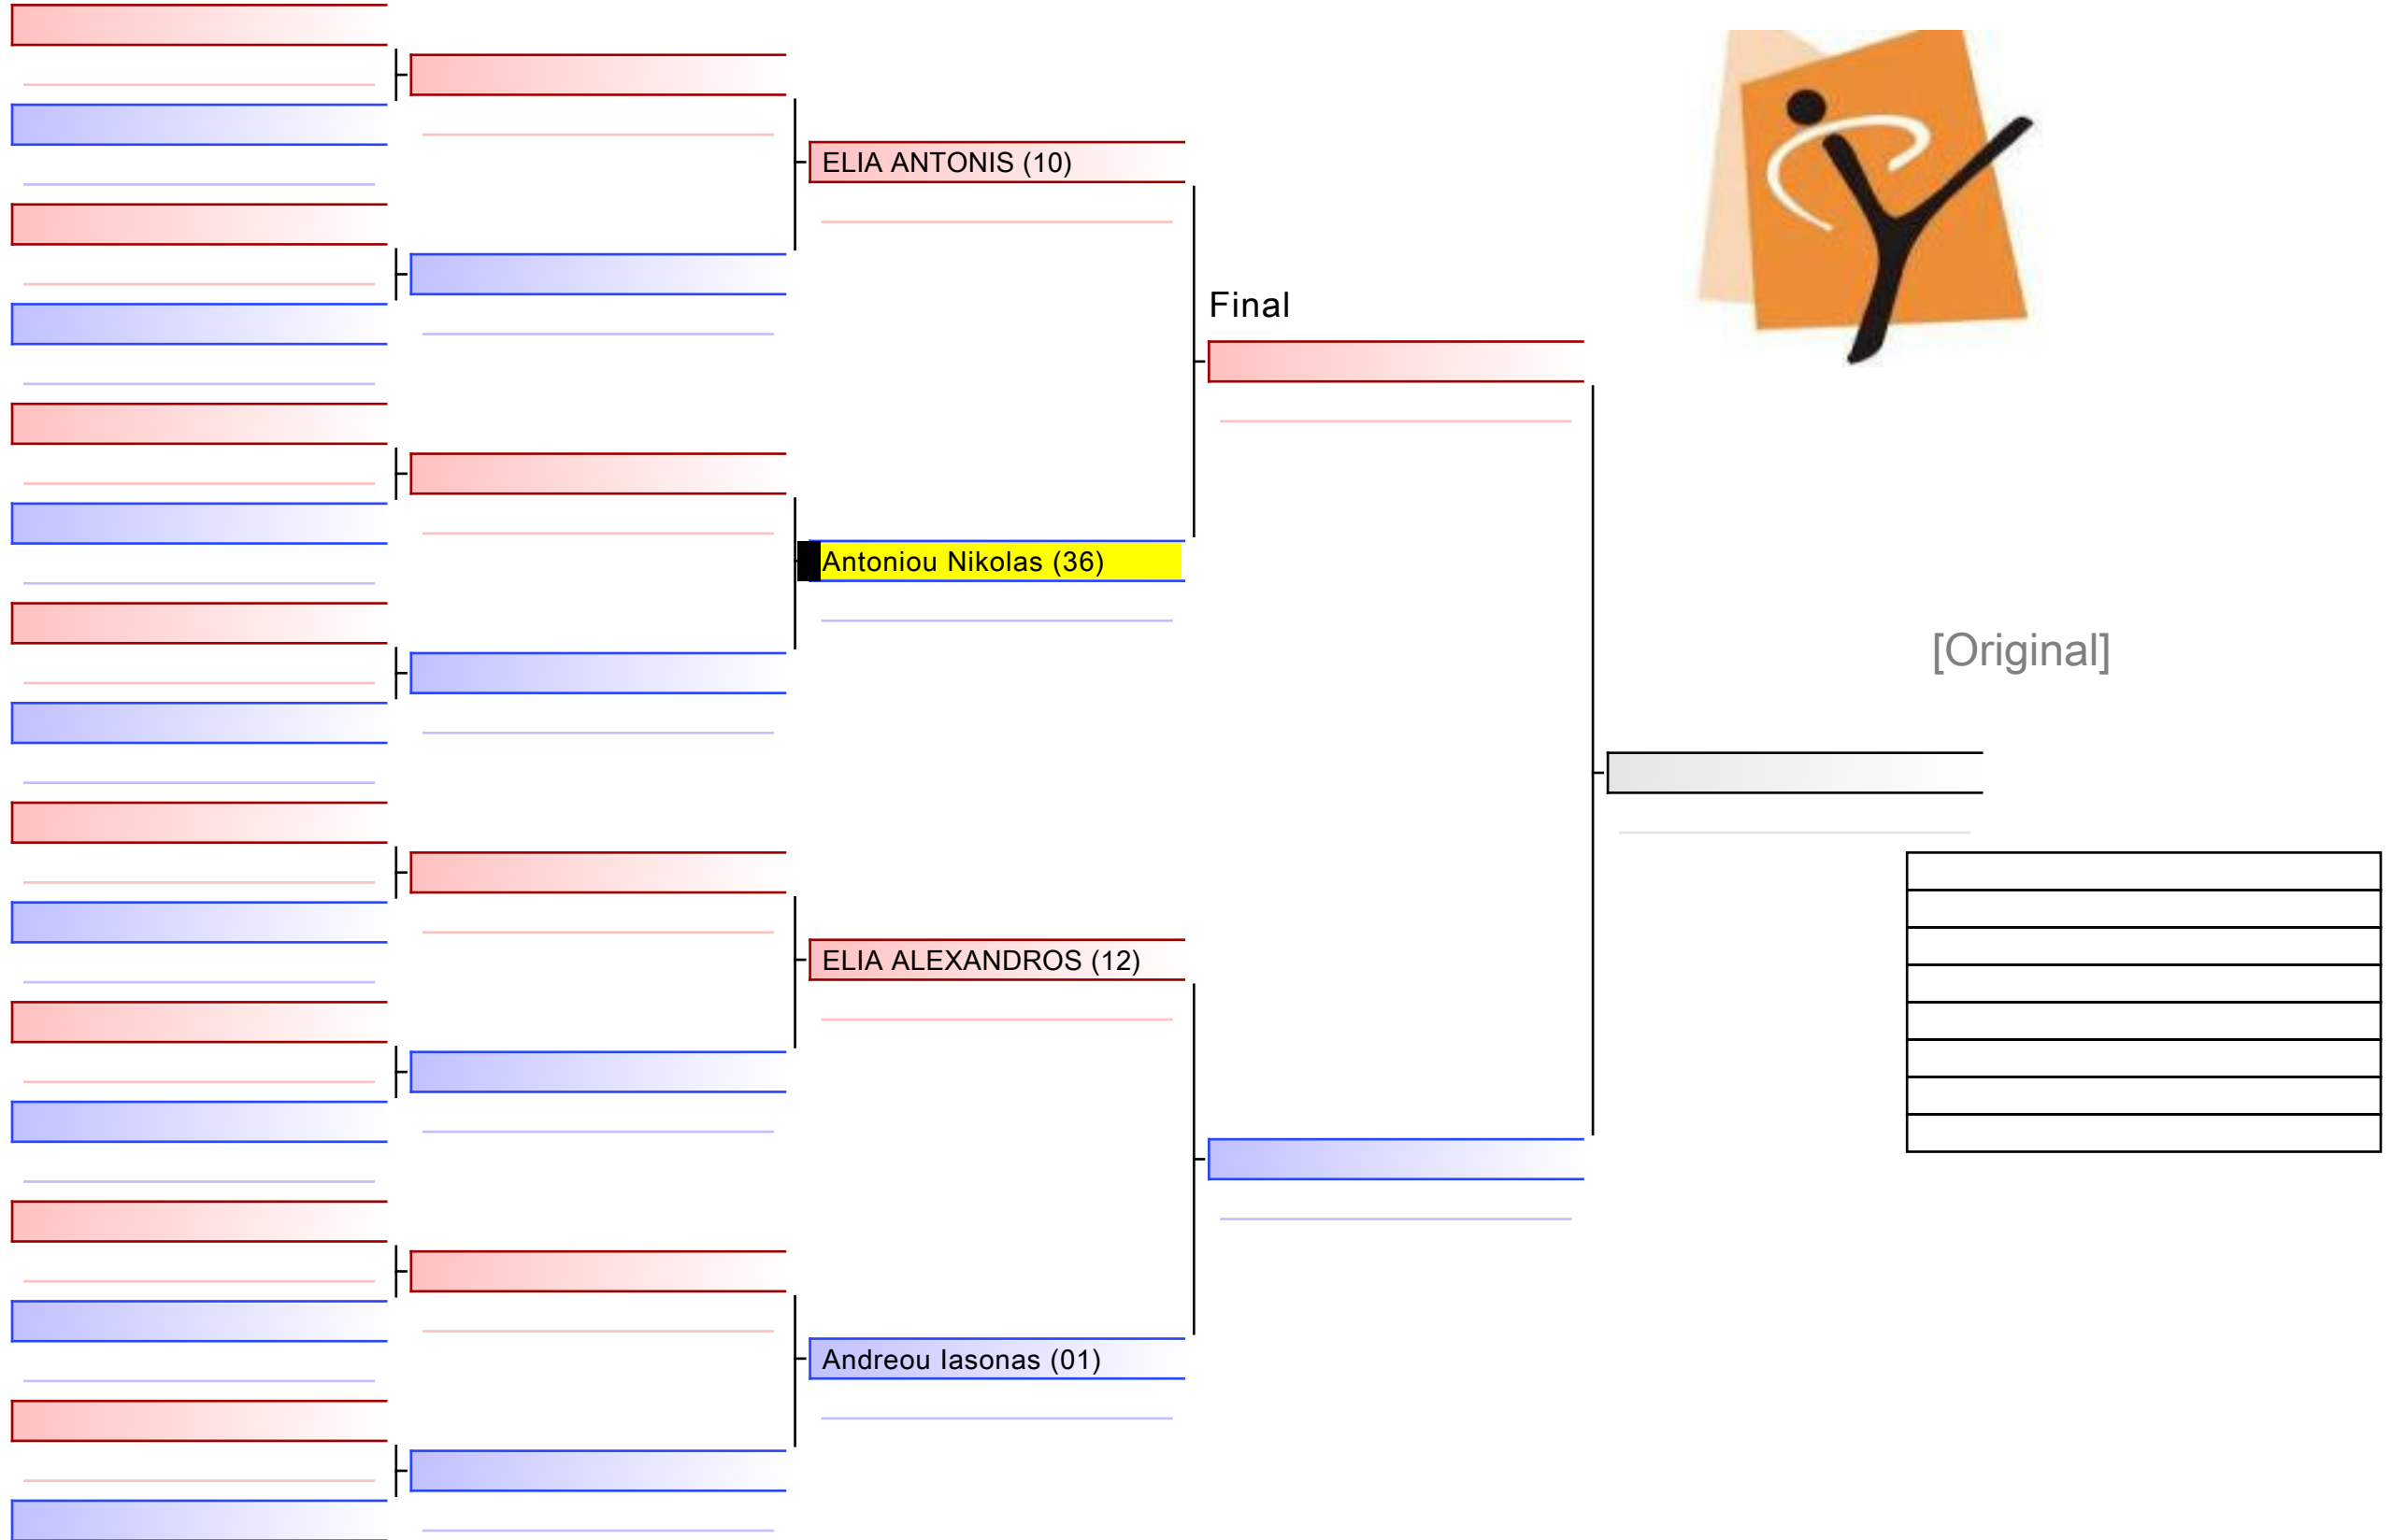 ELIA ANTONIS (10)
Final
Antoniou Nikolas (36)
[Original]
ELIA ALEXANDROS (12)
Andreou Iasonas (01)